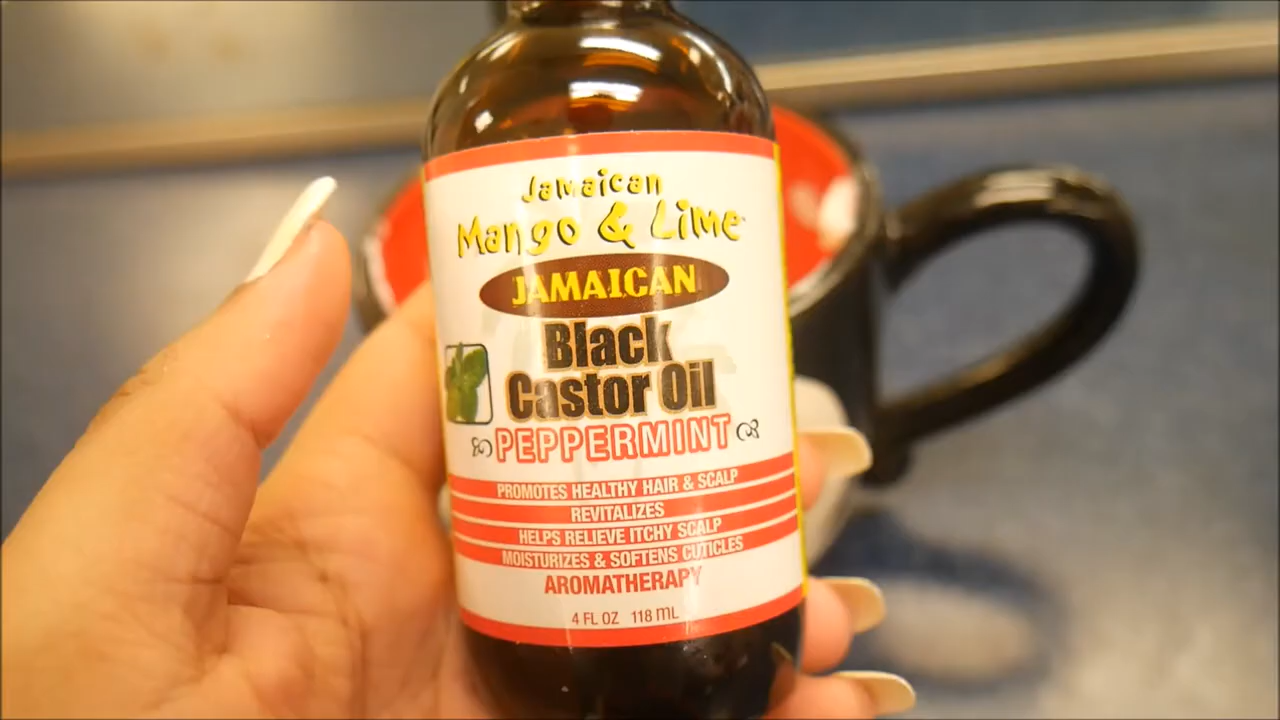 Jamaican
Mango & Lime
JAMAICAN
Black
Castor Oil
PEPPERMINT
PROMOTES HEALTHY HAIR & SCALP
REVITALIZES
HELPS RELIEVE ITCHY SCALP
MOISTURIZES & SOFTENS CUTICLES
AROMATHERAPY
4 FL OZ 118 mL